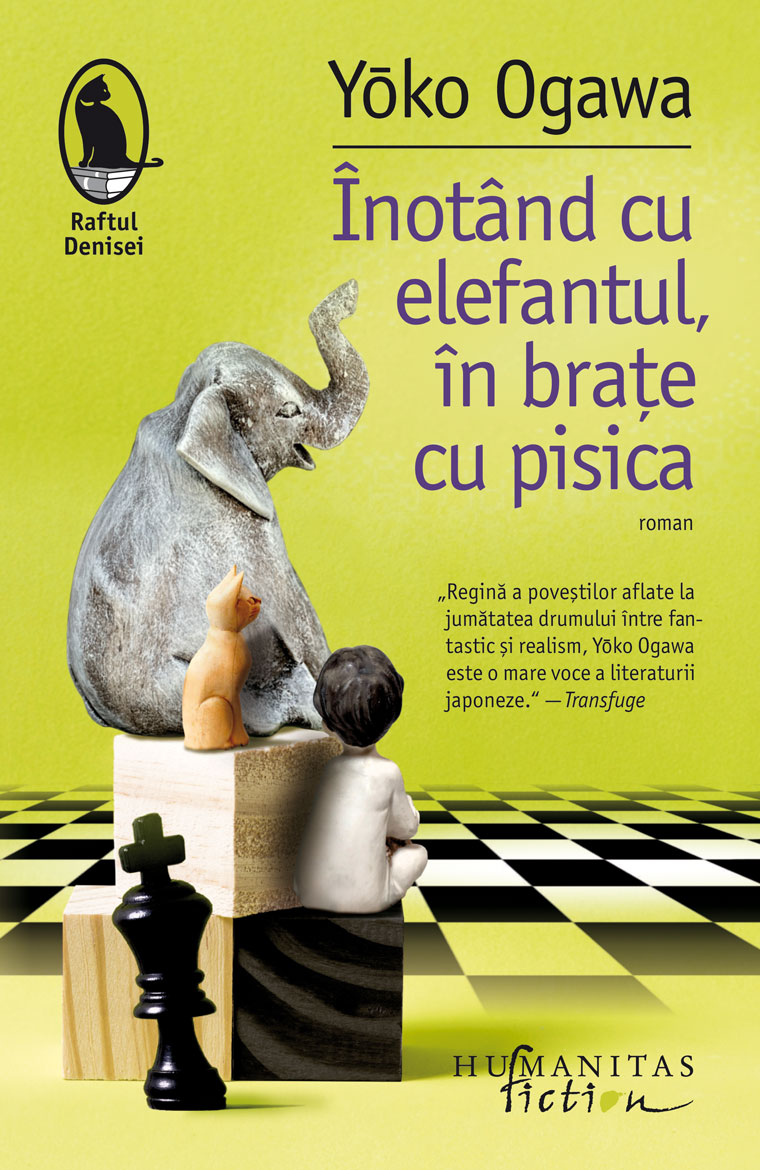 Yōko Ogawa
Raftul
Denisei
Înotând cu
elefantul,
în brațe
cu pisica
roman
„Regină a poveștilor aflate la
jumătatea drumului între fan-
tastic și realism, Yōko Ogawa
este o mare voce a literaturii
japoneze.“ — Transfuge
HUMANITAS
fiction